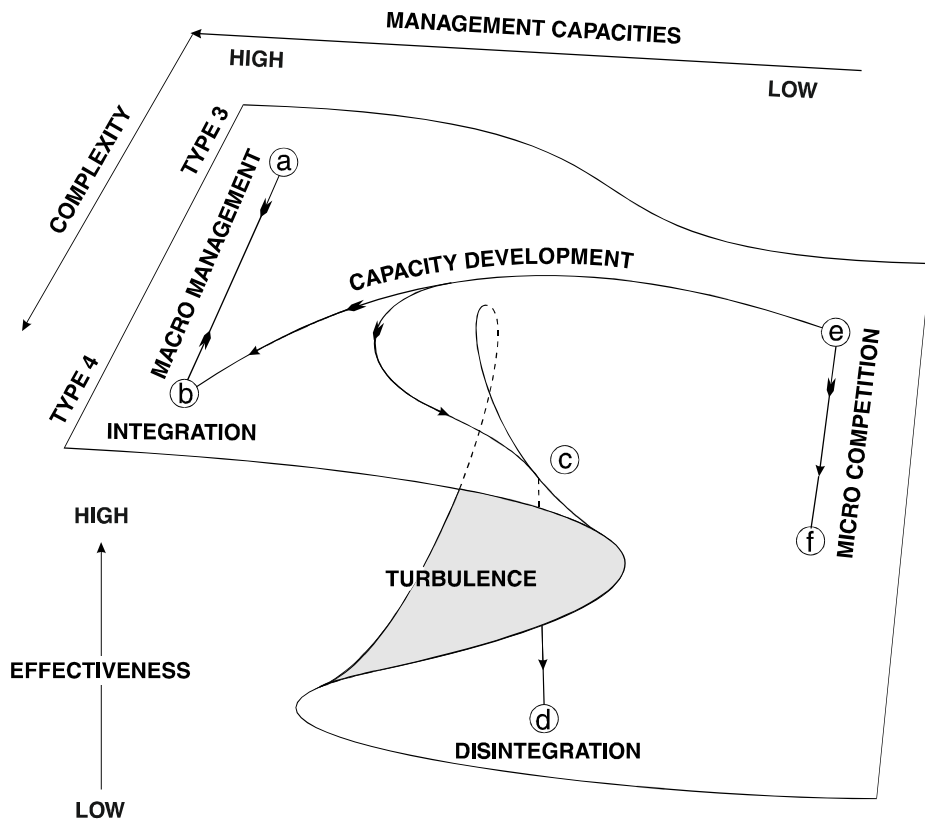 MANAGEMENT CAPACITIES
HIGH
LOW
COMPLEXITY
TYPE 3
a
MACRO MANAGEMENT
CAPACITY DEVELOPMENT
e
b
TYPE 4
INTEGRATION
MICRO COMPETITION
c
HIGH
f
TURBULENCE
EFFECTIVENESS
d
DISINTEGRATION
LOW